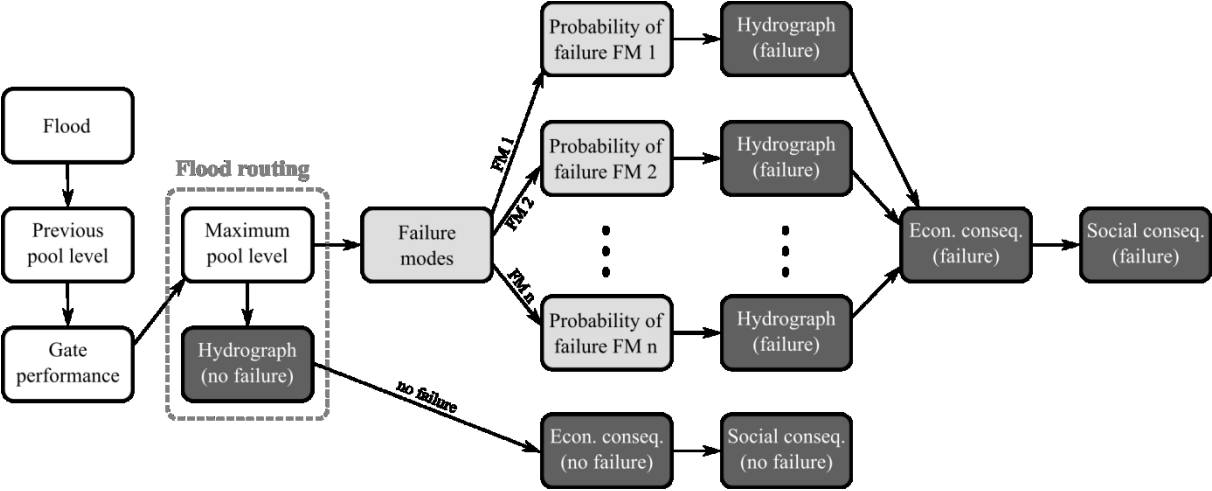 Flood
Previous
pool level
Gate
performance
Flood routing
Maximum
pool level
Hydrograph
(no failure)
Failure
modes
FM 1
FM 2
FM n
no failure
Probability of
failure FM 1
Hydrograph
(failure)
Probability of
failure FM 2
Hydrograph
(failure)
Probability of
failure FM n
Hydrograph
(failure)
Econ. conseq.
(failure)
Social conseq.
(failure)
Econ. conseq.
(no failure)
Social conseq.
(no failure)